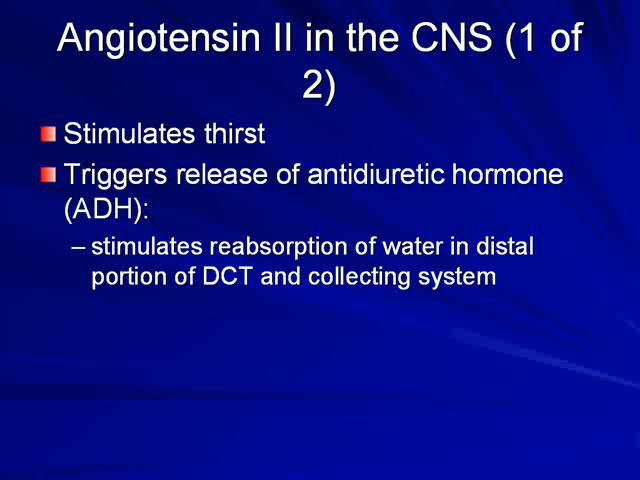 Angiotensin II in the CNS (1 of
2)
Stimulates thirst
Triggers release of antidiuretic hormone
(ADH):
– stimulates reabsorption of water in distal
portion of DCT and collecting system